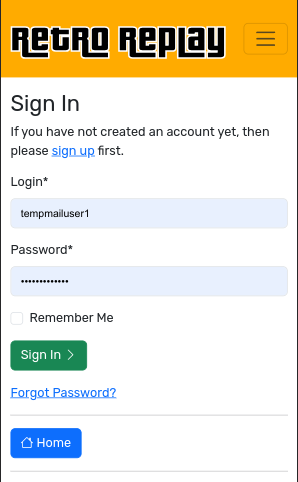 Retro Replay
Sign In
If you have not created an account yet, then
please sign up first.
Login*
tempmailuser1
Password*
•••••••••••••
Remember Me
Sign In
Forgot Password?
Home